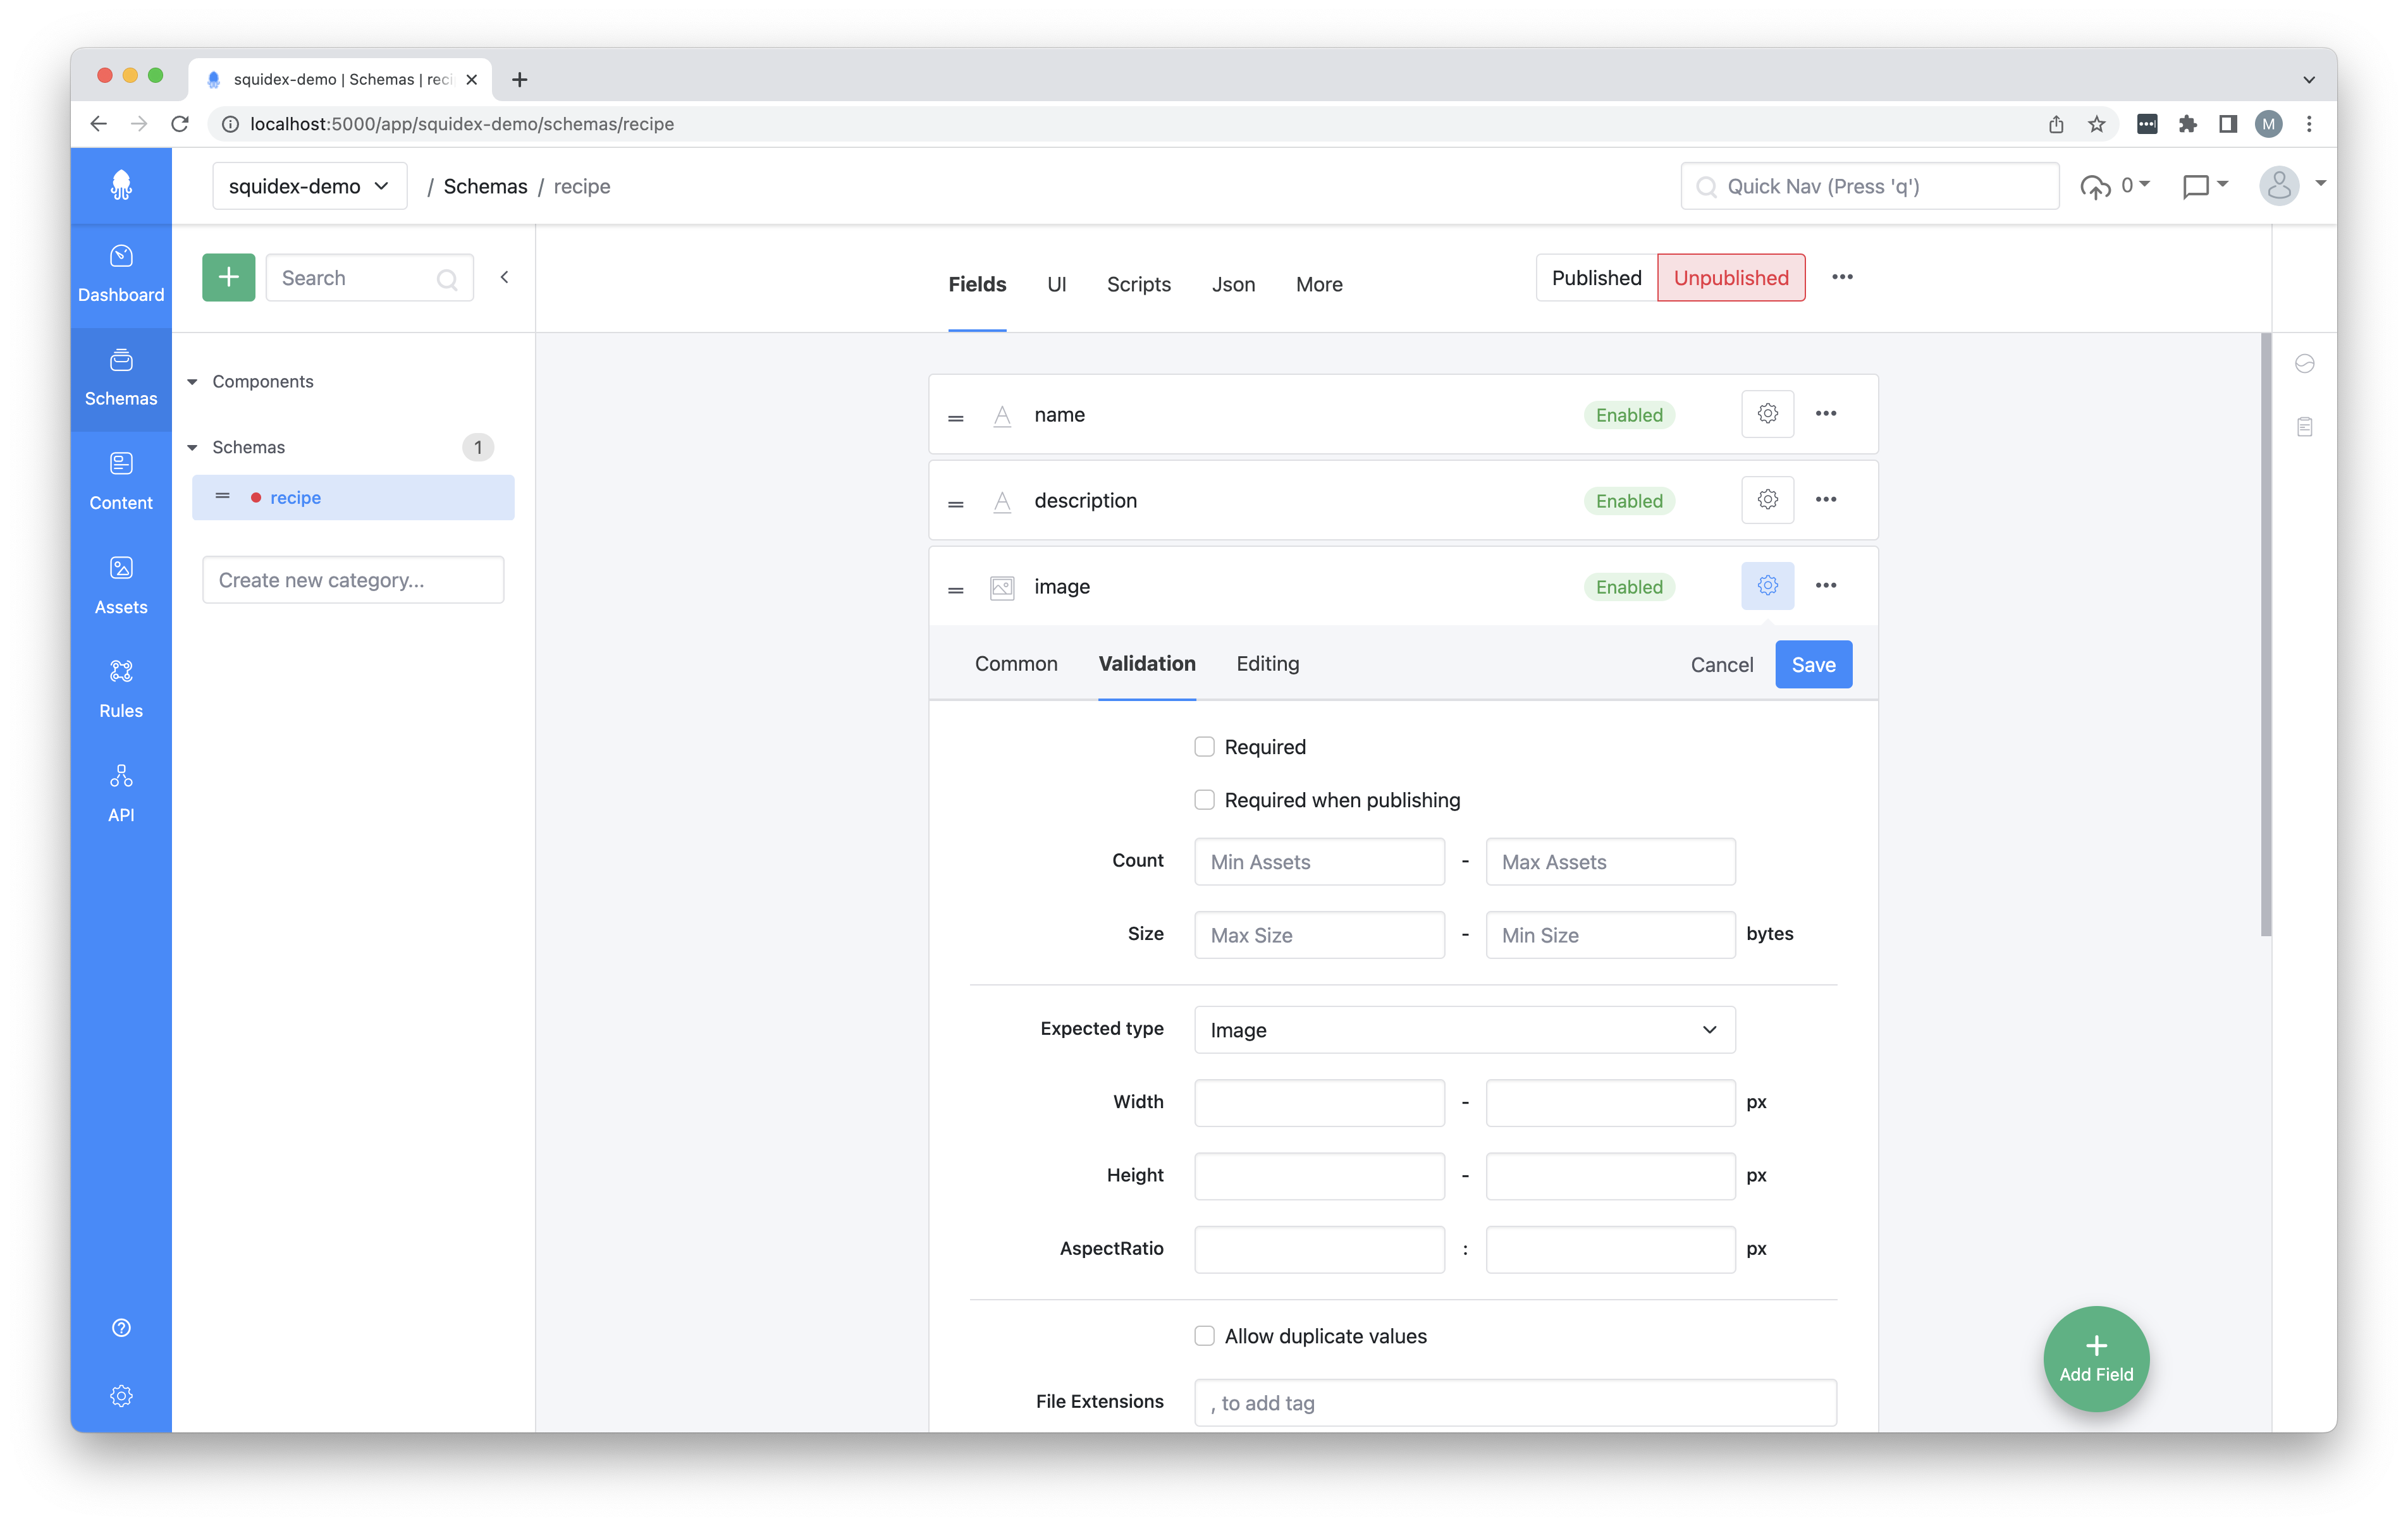 squidex-demo | Schemas | reci
localhost:5000/app/squidex-demo/schemas/recipe
M
squidex-demo / Schemas / recipe
Quick Nav (Press 'q')
0
Dashboard
Schemas
Content
Assets
Rules
API
Search
Components
Schemas 1
recipe
Create new category...
Fields UI Scripts Json More
Published Unpublished
name Enabled
description Enabled
image Enabled
Common Validation Editing Cancel Save
Required
Required when publishing
Count Min Assets - Max Assets
Size Max Size - Min Size bytes
Expected type Image
Width - px
Height - px
AspectRatio : px
Allow duplicate values
File Extensions , to add tag
Add Field